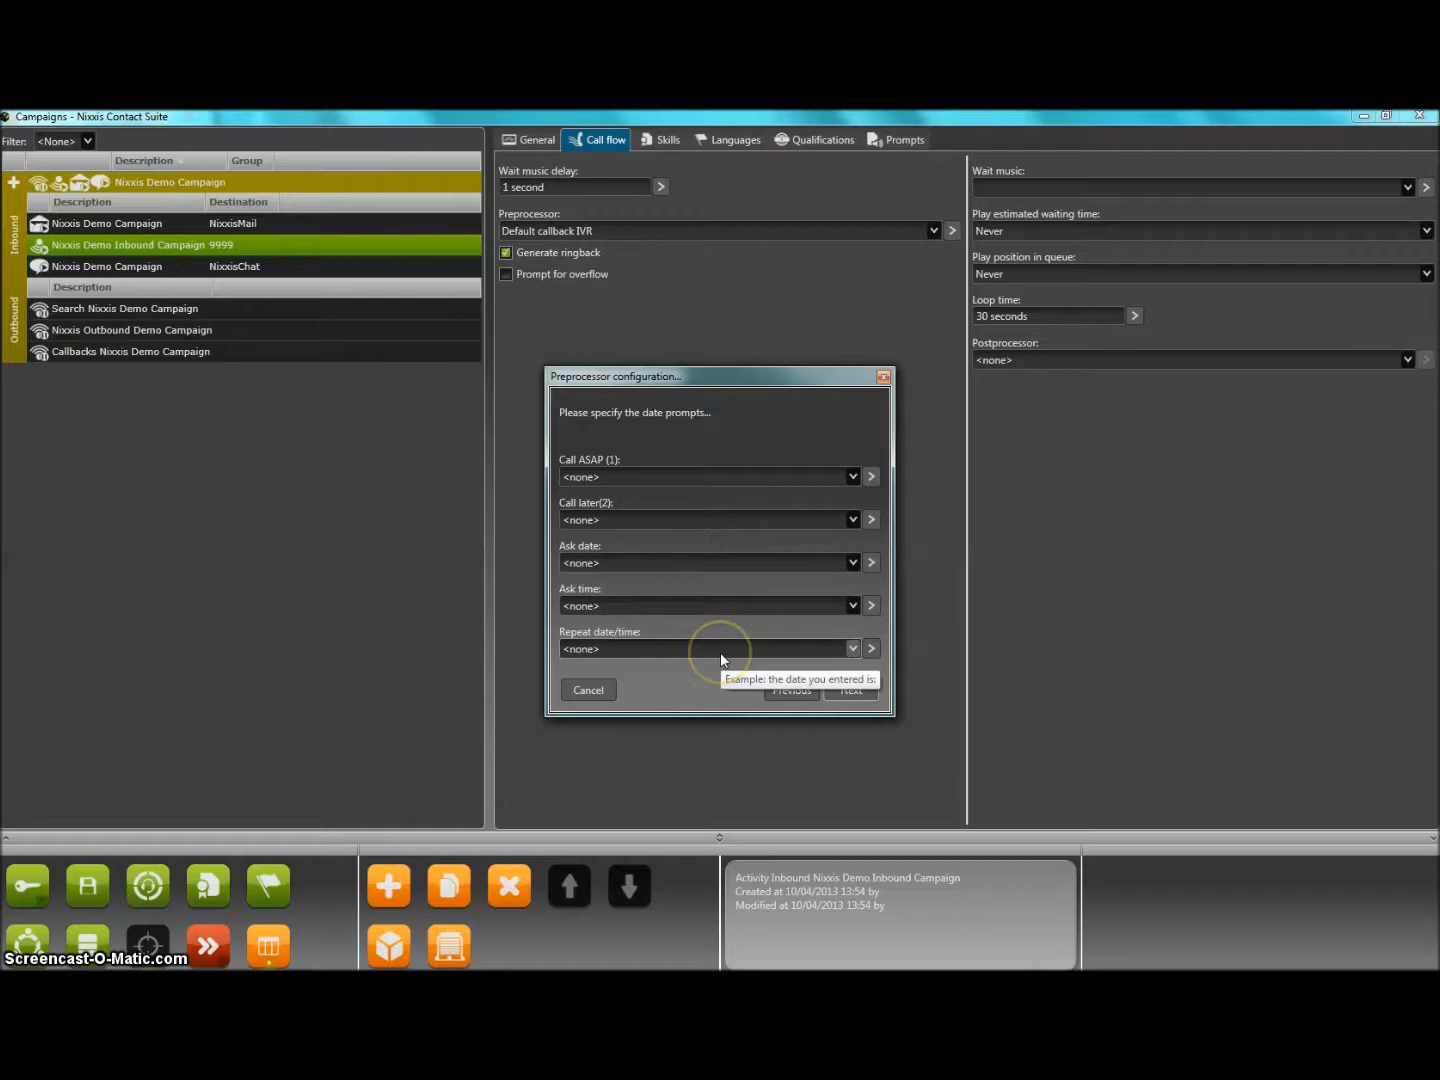 Campaigns - Nixxis Contact Suite
Filter: <None>
Description Group
Nixxis Demo Campaign
Description Destination
Nixxis Demo Campaign NixxisMail
Nixxis Demo Inbound Campaign 9999
Nixxis Demo Campaign NixxisChat
Description
Search Nixxis Demo Campaign
Nixxis Outbound Demo Campaign
Callbacks Nixxis Demo Campaign
Inbound
Outbound
General Call flow Skills Languages Qualifications Prompts
Wait music delay:
1 second
Preprocessor:
Default callback IVR
Generate ringback
Prompt for overflow
Wait music:
Play estimated waiting time:
Never
Play position in queue:
Never
Loop time:
30 seconds
Postprocessor:
<none>
Preprocessor configuration...
Please specify the date prompts...
Call ASAP (1):
<none>
Call later(2):
<none>
Ask date:
<none>
Ask time:
<none>
Repeat date/time:
<none>
Example: the date you entered is:
Cancel Previous Next
Activity Inbound Nixxis Demo Inbound Campaign
Created at 10/04/2013 13:54 by
Modified at 10/04/2013 13:54 by
Screencast-O-Matic.com